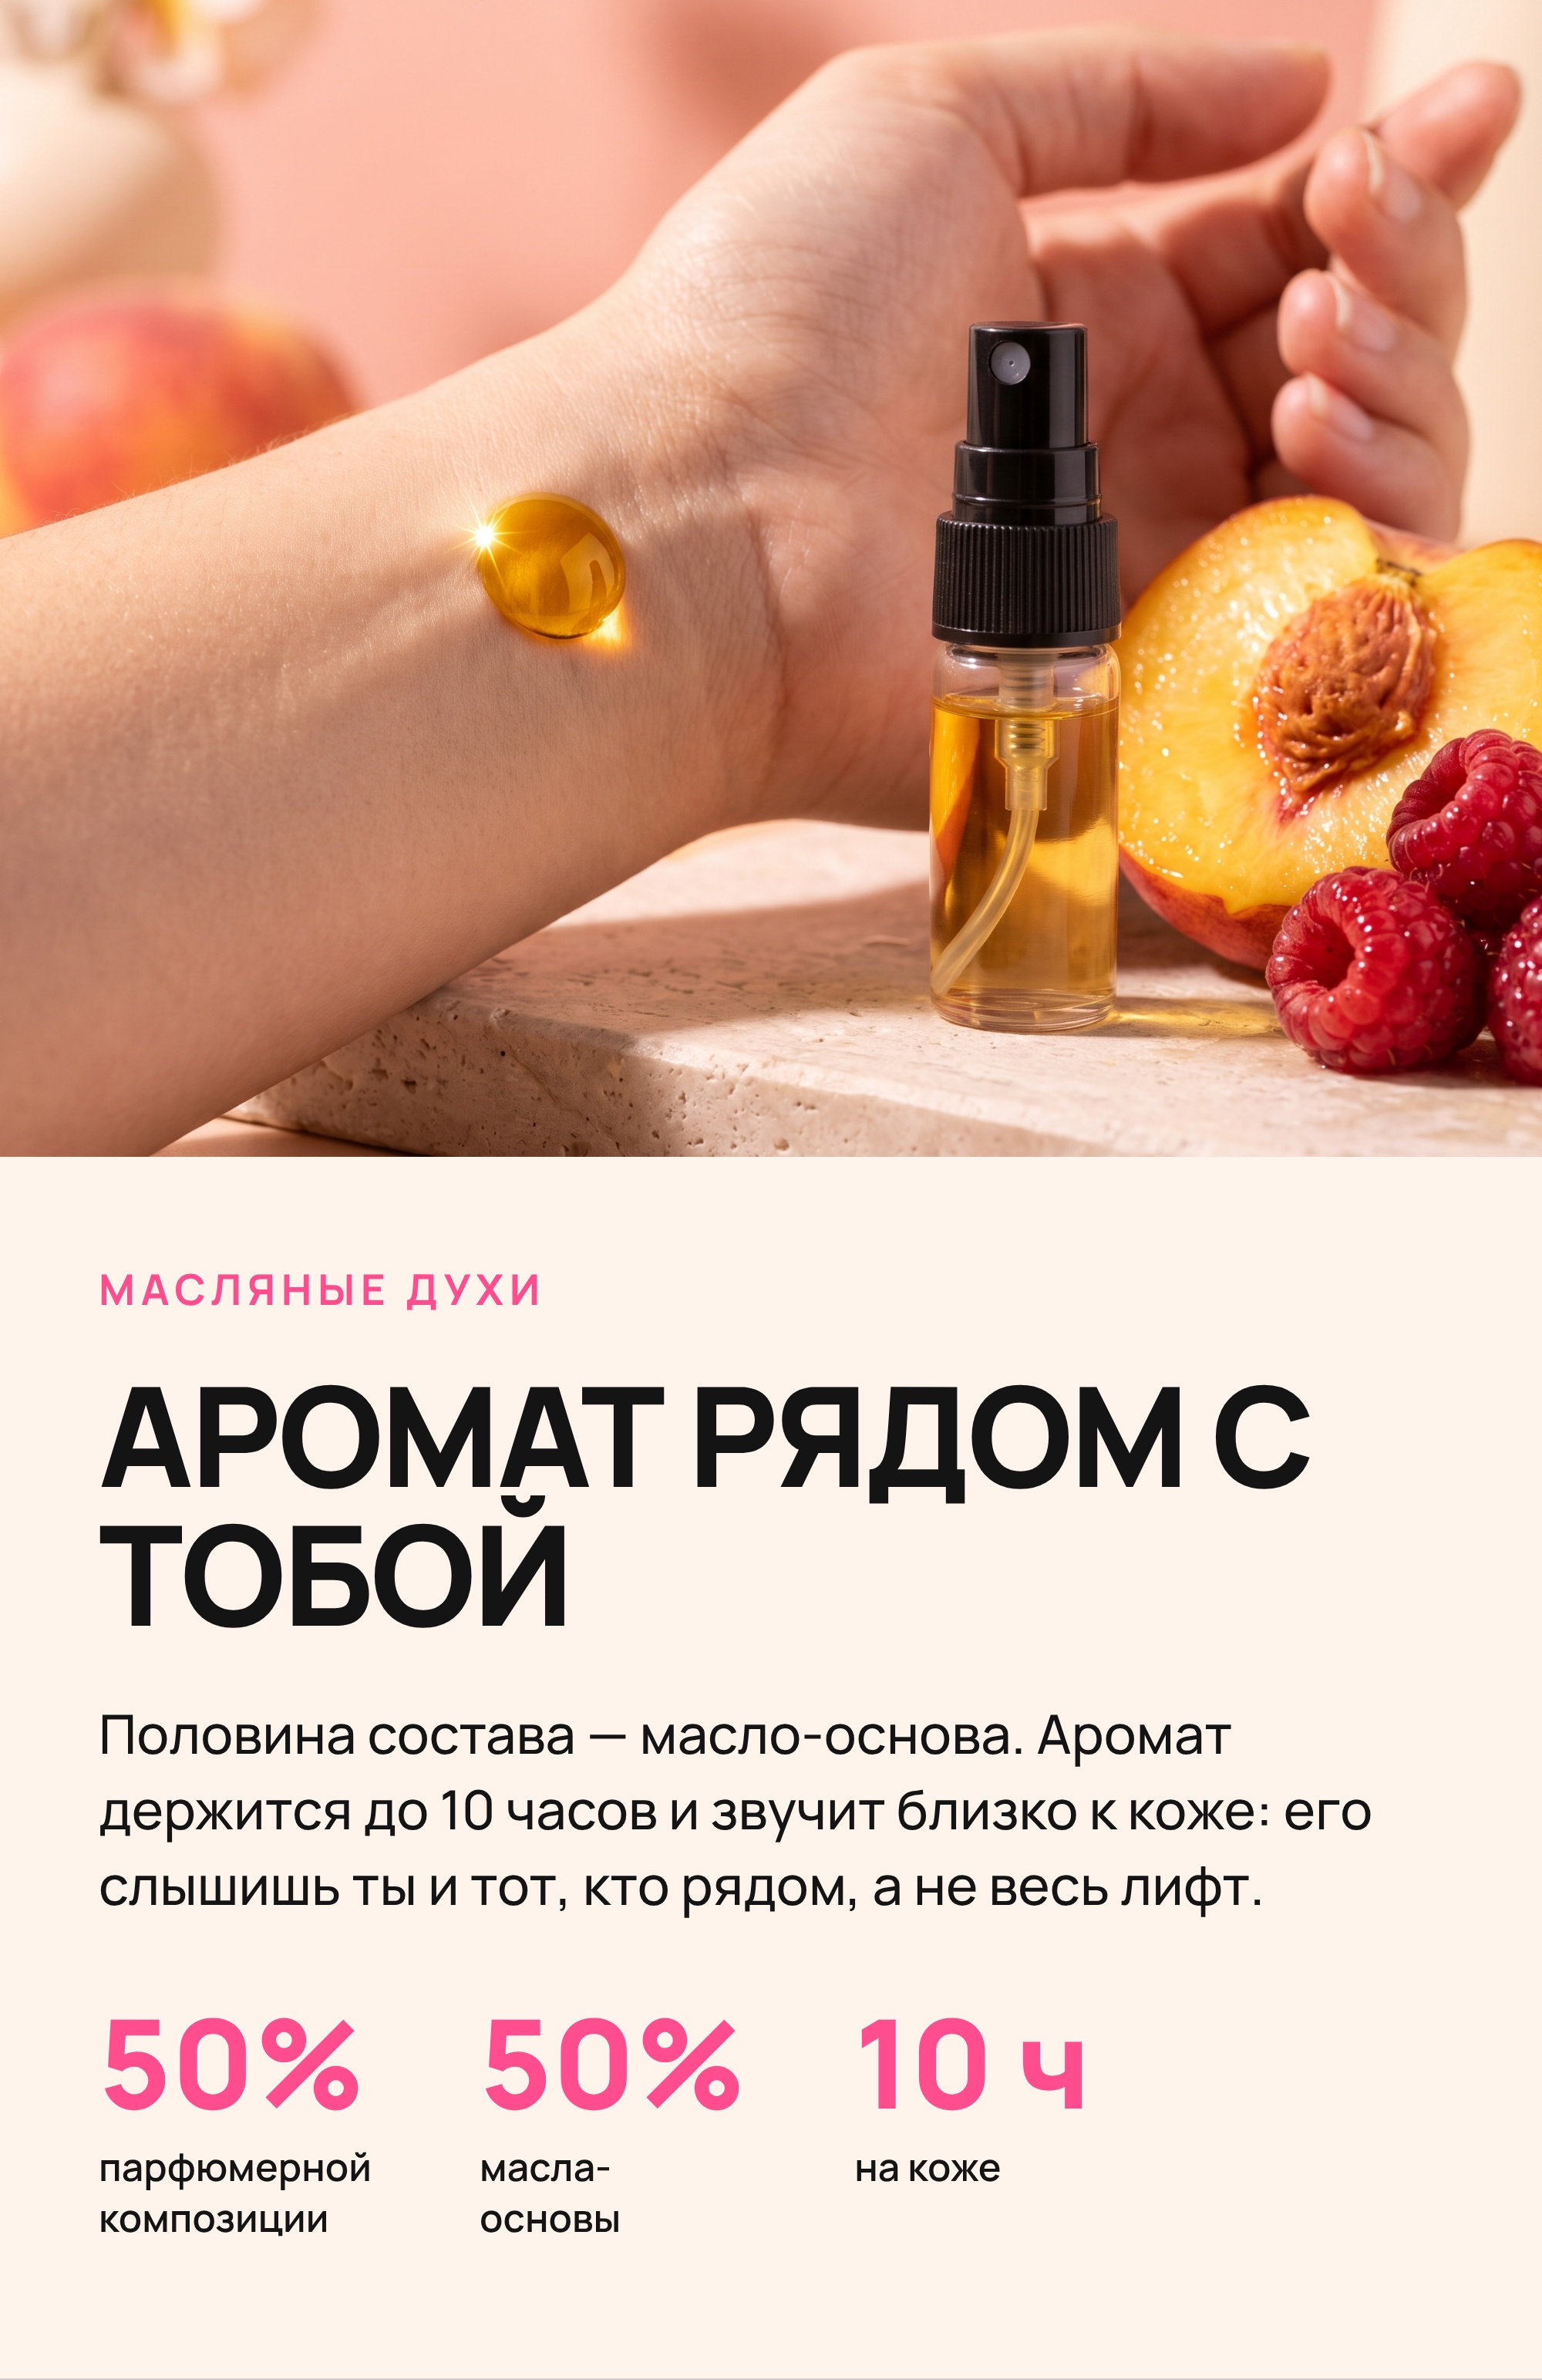 МАСЛЯНЫЕ ДУХИ
АРОМАТ РЯДОМ С
ТОБОЙ
Половина состава — масло-основа. Аромат
держится до 10 часов и звучит близко к коже: его
слышишь ты и тот, кто рядом, а не весь лифт.
50% 50% 10 ч
парфюмерной масла- на коже
композиции основы